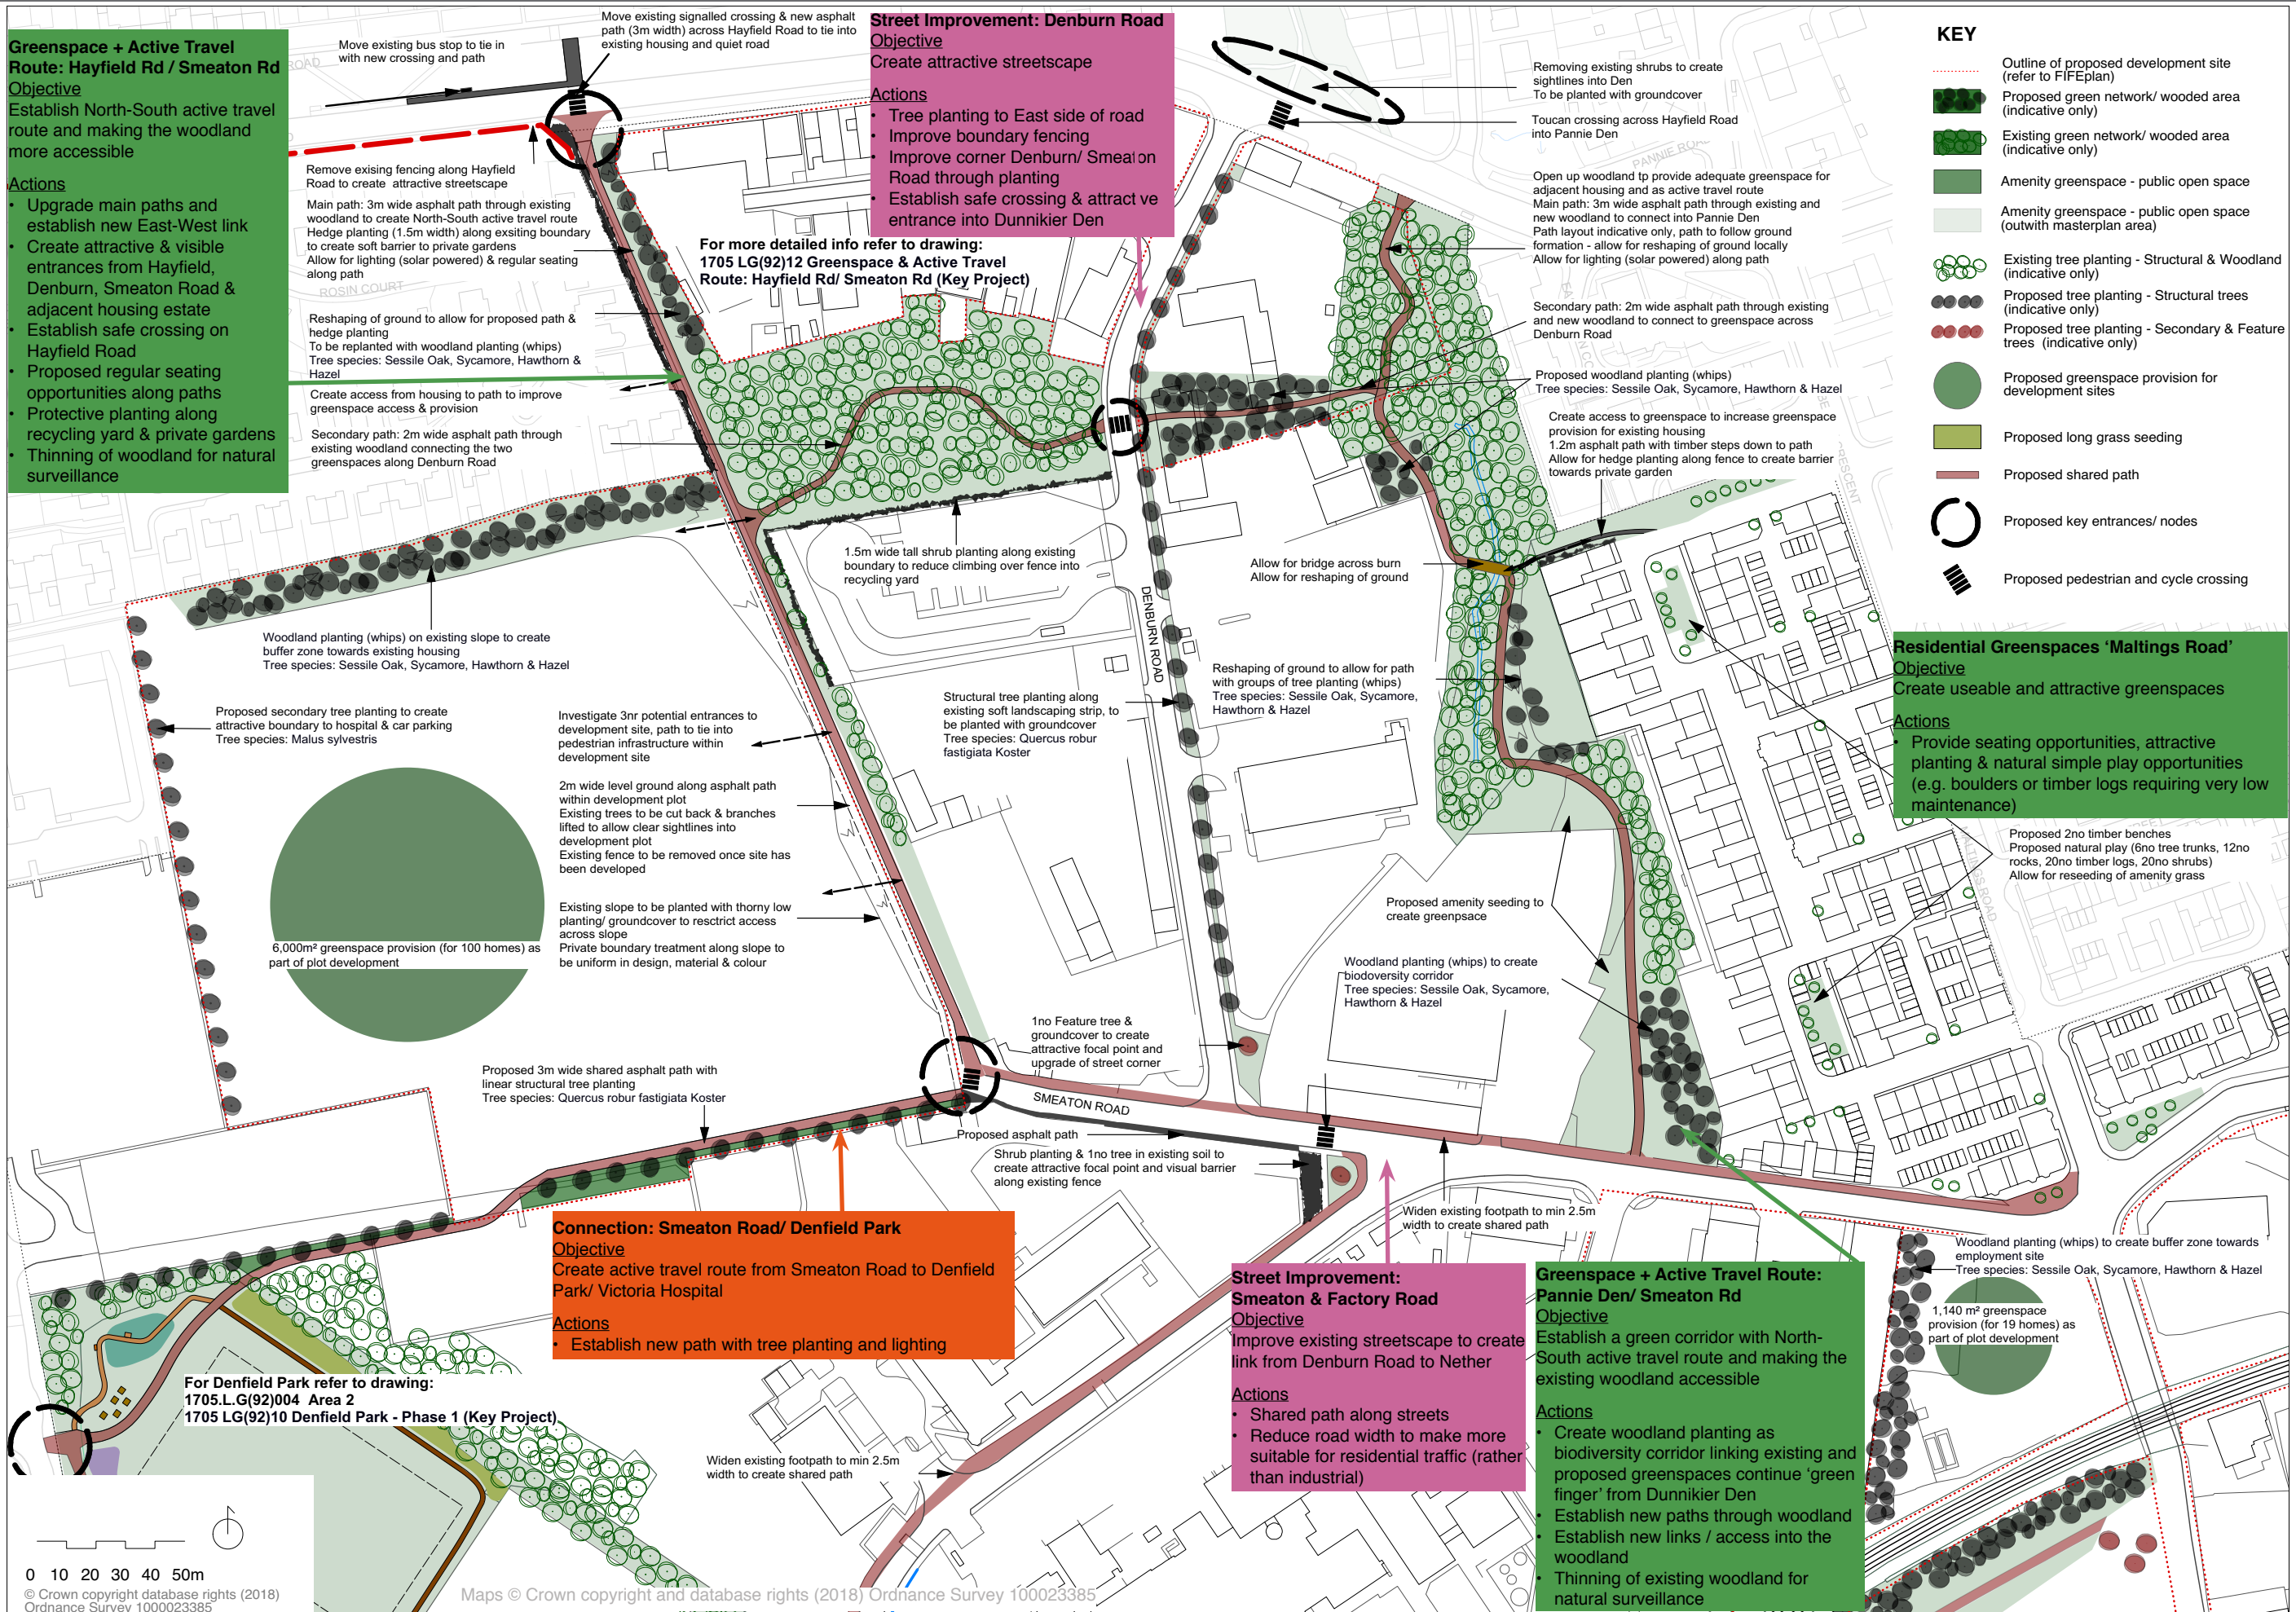 Greenspace + Active Travel
Route: Hayfield Rd / Smeaton Rd
Objective
Establish North-South active travel
route and making the woodland
more accessible
Actions
• Upgrade main paths and
establish new East-West link
• Create attractive & visible
entrances from Hayfield,
Denburn, Smeaton Road &
adjacent housing estate
• Establish safe crossing on
Hayfield Road
• Proposed regular seating
opportunities along paths
• Protective planting along
recycling yard & private gardens
• Thinning of woodland for natural
surveillance
ROAD
Move existing bus stop to tie in
with new crossing and path
Move existing signalled crossing & new asphalt
path (3m width) across Hayfield Road to tie into
existing housing and quiet road
Remove exising fencing along Hayfield
Road to create attractive streetscape
Main path: 3m wide asphalt path through existing
woodland to create North-South active travel route
Hedge planting (1.5m width) along exsiting boundary
to create soft barrier to private gardens
Allow for lighting (solar powered) & regular seating
along path
ROSIN COURT
Reshaping of ground to allow for proposed path &
hedge planting
To be replanted with woodland planting (whips)
Tree species: Sessile Oak, Sycamore, Hawthorn &
Hazel
Create access from housing to path to improve
greenspace access & provision
Secondary path: 2m wide asphalt path through
existing woodland connecting the two
greenspaces along Denburn Road
Street Improvement: Denburn Road
Objective
Create attractive streetscape
Actions
• Tree planting to East side of road
• Improve boundary fencing
• Improve corner Denburn/ Smeaton
Road through planting
• Establish safe crossing & attract ve
entrance into Dunnikier Den
For more detailed info refer to drawing:
1705 LG(92)12 Greenspace & Active Travel
Route: Hayfield Rd/ Smeaton Rd (Key Project)
Removing existing shrubs to create
sightlines into Den
To be planted with groundcover
Toucan crossing across Hayfield Road
into Pannie Den
PANNIE ROAD
Open up woodland tp provide adequate greenspace for
adjacent housing and as active travel route
Main path: 3m wide asphalt path through existing and
new woodland to connect into Pannie Den
Path layout indicative only, path to follow ground
formation - allow for reshaping of ground locally
Allow for lighting (solar powered) along path
Secondary path: 2m wide asphalt path through existing
and new woodland to connect to greenspace across
Denburn Road
Proposed woodland planting (whips)
Tree species: Sessile Oak, Sycamore, Hawthorn & Hazel
Create access to greenspace to increase greenspace
provision for existing housing
1.2m asphalt path with timber steps down to path
Allow for hedge planting along fence to create barrier
towards private garden
KEY
Outline of proposed development site
(refer to FIFEplan)
Proposed green network/ wooded area
(indicative only)
Existing green network/ wooded area
(indicative only)
Amenity greenspace - public open space
Amenity greenspace - public open space
(outwith masterplan area)
Existing tree planting - Structural & Woodland
(indicative only)
Proposed tree planting - Structural trees
(indicative only)
Proposed tree planting - Secondary & Feature
trees (indicative only)
Proposed greenspace provision for
development sites
Proposed long grass seeding
Proposed shared path
Proposed key entrances/ nodes
Proposed pedestrian and cycle crossing
1.5m wide tall shrub planting along existing
boundary to reduce climbing over fence into
recycling yard
Allow for bridge across burn
Allow for reshaping of ground
DENBURN ROAD
Woodland planting (whips) on existing slope to create
buffer zone towards existing housing
Tree species: Sessile Oak, Sycamore, Hawthorn & Hazel
Proposed secondary tree planting to create
attractive boundary to hospital & car parking
Tree species: Malus sylvestris
Investigate 3nr potential entrances to
development site, path to tie into
pedestrian infrastructure within
development site
2m wide level ground along asphalt path
within development plot
Existing trees to be cut back & branches
lifted to allow clear sightlines into
development plot
Existing fence to be removed once site has
been developed
Existing slope to be planted with thorny low
planting/ groundcover to resctrict access
across slope
Private boundary treatment along slope to
be uniform in design, material & colour
Structural tree planting along
existing soft landscaping strip, to
be planted with groundcover
Tree species: Quercus robur
fastigiata Koster
Reshaping of ground to allow for path
with groups of tree planting (whips)
Tree species: Sessile Oak, Sycamore,
Hawthorn & Hazel
Residential Greenspaces ‘Maltings Road’
Objective
Create useable and attractive greenspaces
Actions
• Provide seating opportunities, attractive
planting & natural simple play opportunities
(e.g. boulders or timber logs requiring very low
maintenance)
Proposed 2no timber benches
Proposed natural play (6no tree trunks, 12no
rocks, 20no timber logs, 20no shrubs)
Allow for reseeding of amenity grass
6,000m² greenspace provision (for 100 homes) as
part of plot development
Proposed amenity seeding to
create greenpsace
Woodland planting (whips) to create
biodoversity corridor
Tree species: Sessile Oak, Sycamore,
Hawthorn & Hazel
1no Feature tree &
groundcover to create
attractive focal point and
upgrade of street corner
Proposed 3m wide shared asphalt path with
linear structural tree planting
Tree species: Quercus robur fastigiata Koster
SMEATON ROAD
Proposed asphalt path
Shrub planting & 1no tree in existing soil to
create attractive focal point and visual barrier
along existing fence
Widen existing footpath to min 2.5m
width to create shared path
Connection: Smeaton Road/ Denfield Park
Objective
Create active travel route from Smeaton Road to Denfield
Park/ Victoria Hospital
Actions
• Establish new path with tree planting and lighting
Street Improvement:
Smeaton & Factory Road
Objective
Improve existing streetscape to create
link from Denburn Road to Nether
Actions
• Shared path along streets
• Reduce road width to make more
suitable for residential traffic (rather
than industrial)
Greenspace + Active Travel Route:
Pannie Den/ Smeaton Rd
Objective
Establish a green corridor with North-
South active travel route and making the
existing woodland accessible
Actions
• Create woodland planting as
biodiversity corridor linking existing and
proposed greenspaces continue ‘green
finger’ from Dunnikier Den
• Establish new paths through woodland
• Establish new links / access into the
woodland
• Thinning of existing woodland for
natural surveillance
Woodland planting (whips) to create buffer zone towards
employment site
Tree species: Sessile Oak, Sycamore, Hawthorn & Hazel
1,140 m² greenspace
provision (for 19 homes) as
part of plot development
For Denfield Park refer to drawing:
1705.L.G(92)004 Area 2
1705 LG(92)10 Denfield Park - Phase 1 (Key Project)
Widen existing footpath to min 2.5m
width to create shared path
0 10 20 30 40 50m
© Crown copyright database rights (2018)
Ordnance Survey 1000023385
Maps © Crown copyright and database rights (2018) Ordnance Survey 100023385